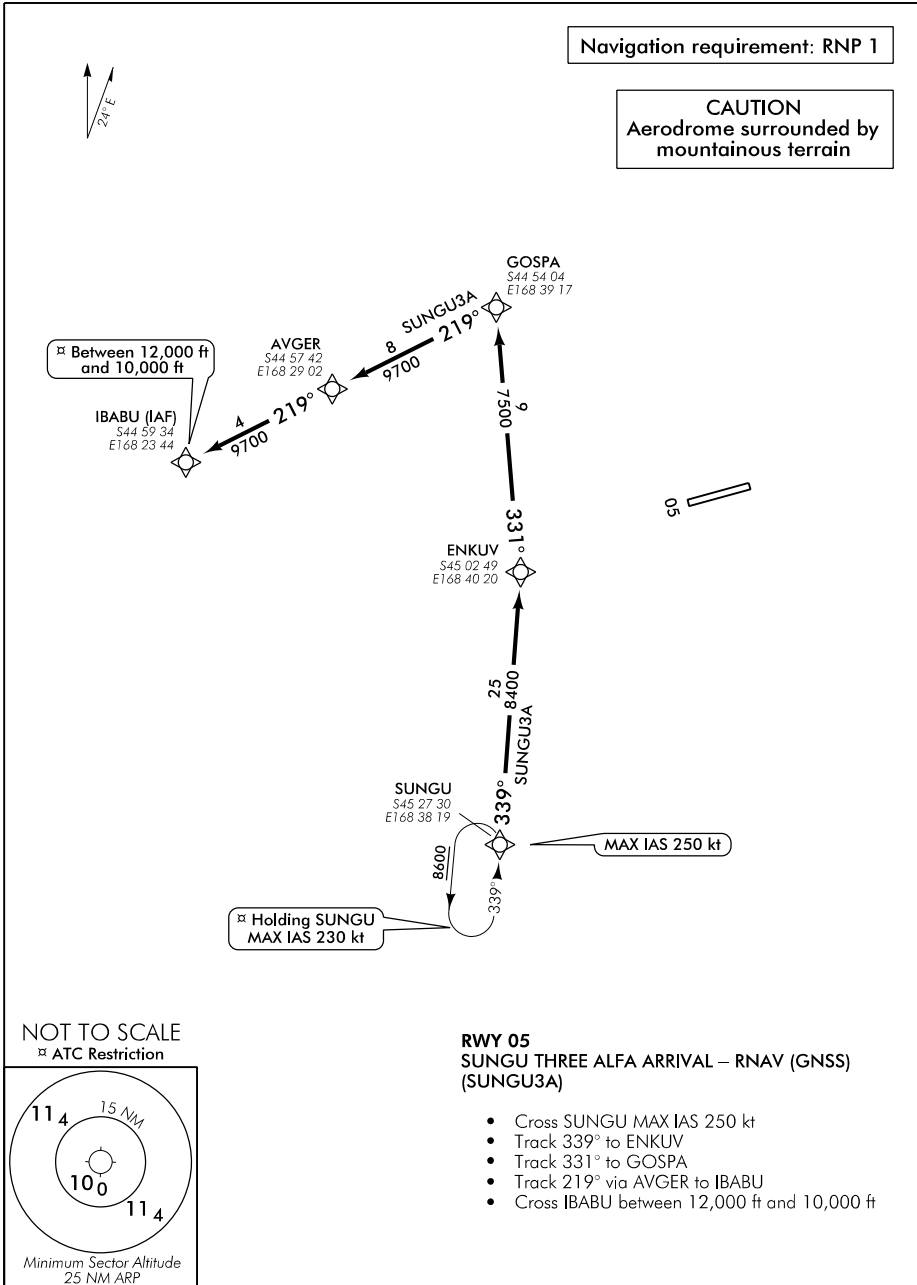 Navigation requirement: RNP 1
24° E
CAUTION
Aerodrome surrounded by
mountainous terrain
GOSPA
S44 54 04
E168 39 17
SUNGU3A
219°
8
9700
AVGER
S44 57 42
E168 29 02
¤ Between 12,000 ft
and 10,000 ft
219°
4
9700
IBABU (IAF)
S44 59 34
E168 23 44
9
7500
331°
05
ENKUV
S45 02 49
E168 40 20
25
8400
SUNGU3A
339°
SUNGU
S45 27 30
E168 38 19
MAX IAS 250 kt
8600
339°
¤ Holding SUNGU
MAX IAS 230 kt
NOT TO SCALE
¤ ATC Restriction
15 NM
11 4
10 0
11 4
Minimum Sector Altitude
25 NM ARP
RWY 05
SUNGU THREE ALFA ARRIVAL – RNAV (GNSS)
(SUNGU3A)
• Cross SUNGU MAX IAS 250 kt
• Track 339° to ENKUV
• Track 331° to GOSPA
• Track 219° via AVGER to IBABU
• Cross IBABU between 12,000 ft and 10,000 ft